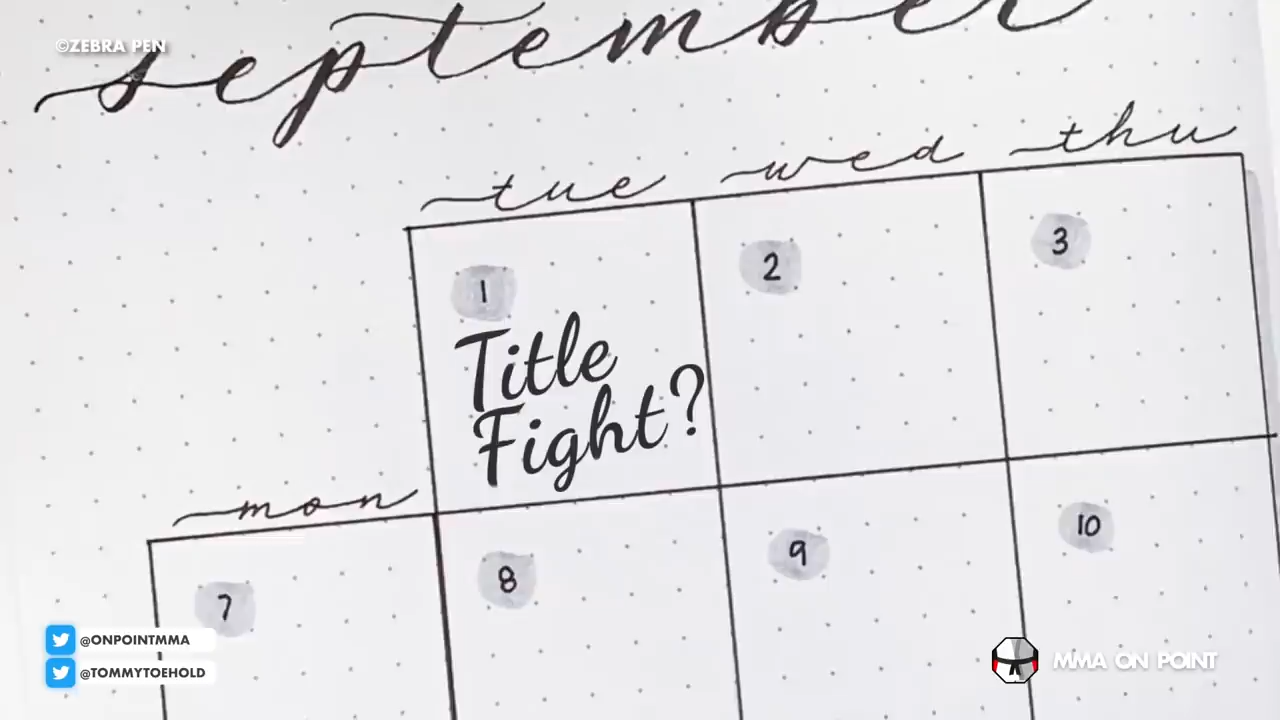 ©ZEBRA PEN
september
tue wed thu
1 2 3
Title
Fight?
mon
7 8 9 10
@ONPOINTMMA
@TOMMYTOEHOLD
MMA ON POINT